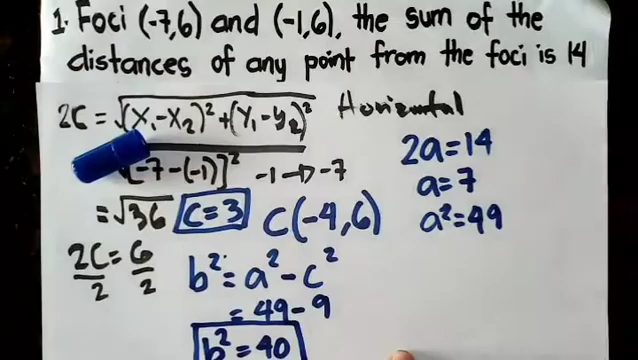 1. Foci (-7,6) and (-1,6), the sum of the
distances of any point from the foci is 14
2c = √(x₁-x₂)²+(y₁-y₂)² Horizontal
-7-(-1)]² -1→-7
= √36 c=3 C(-4,6)
2c = 6
2 2
b² = a² - c²
= 49-9
b² = 40
2a=14
a=7
a²=49